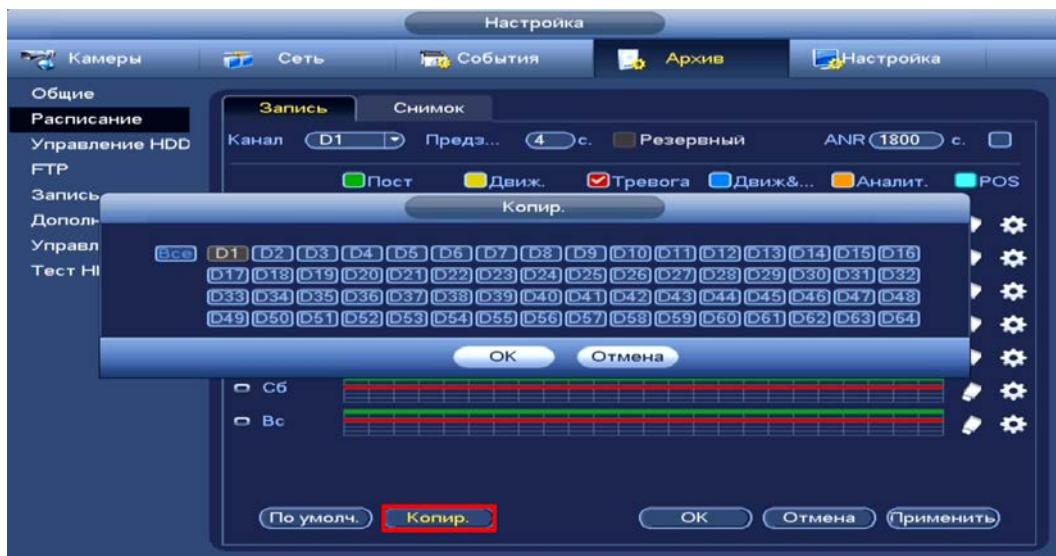 Настройка
Камеры Сеть События Архив Настройка
Общие
Расписание
Управление HDD
FTP
Запись
Дополн
Управл
Тест HI
Запись Снимок
Канал D1 Предз... 4 с. Резервный ANR 1800 с.
Пост Движ. Тревога Движ&... Аналит. POS
Копир.
Все D1 D2 D3 D4 D5 D6 D7 D8 D9 D10 D11 D12 D13 D14 D15 D16
D17 D18 D19 D20 D21 D22 D23 D24 D25 D26 D27 D28 D29 D30 D31 D32
D33 D34 D35 D36 D37 D38 D39 D40 D41 D42 D43 D44 D45 D46 D47 D48
D49 D50 D51 D52 D53 D54 D55 D56 D57 D58 D59 D60 D61 D62 D63 D64
OK Отмена
Сб
Вс
По умолч. Копир. OK Отмена Применить